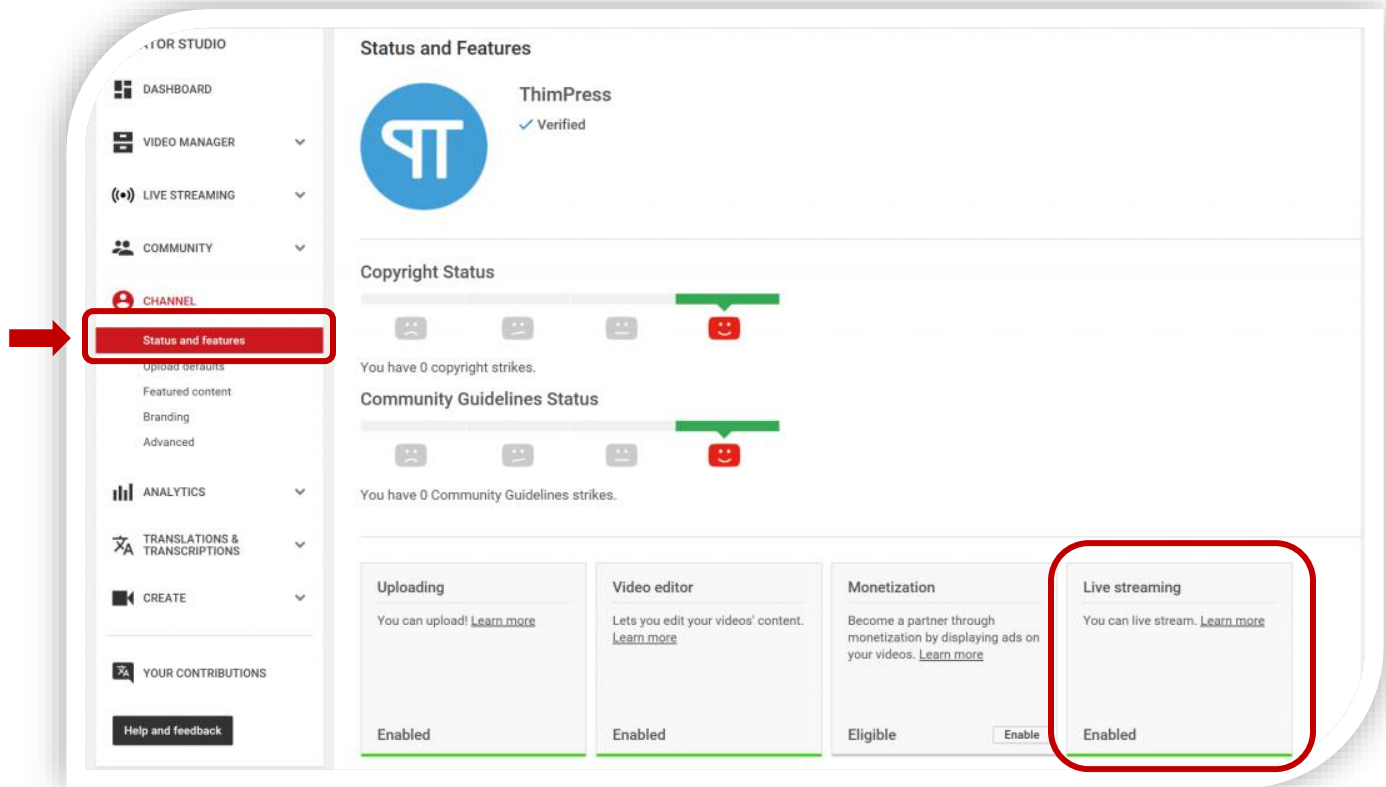 ATOR STUDIO
DASHBOARD
VIDEO MANAGER
LIVE STREAMING
COMMUNITY
CHANNEL
Status and features
Upload defaults
Featured content
Branding
Advanced
ANALYTICS
TRANSLATIONS &
TRANSCRIPTIONS
CREATE
YOUR CONTRIBUTIONS
Help and feedback
Status and Features
ThimPress
Verified
Copyright Status
You have 0 copyright strikes.
Community Guidelines Status
You have 0 Community Guidelines strikes.
Uploading
You can upload! Learn more
Enabled
Video editor
Lets you edit your videos' content.
Learn more
Enabled
Monetization
Become a partner through
monetization by displaying ads on
your videos. Learn more
Eligible
Enable
Live streaming
You can live stream. Learn more
Enabled